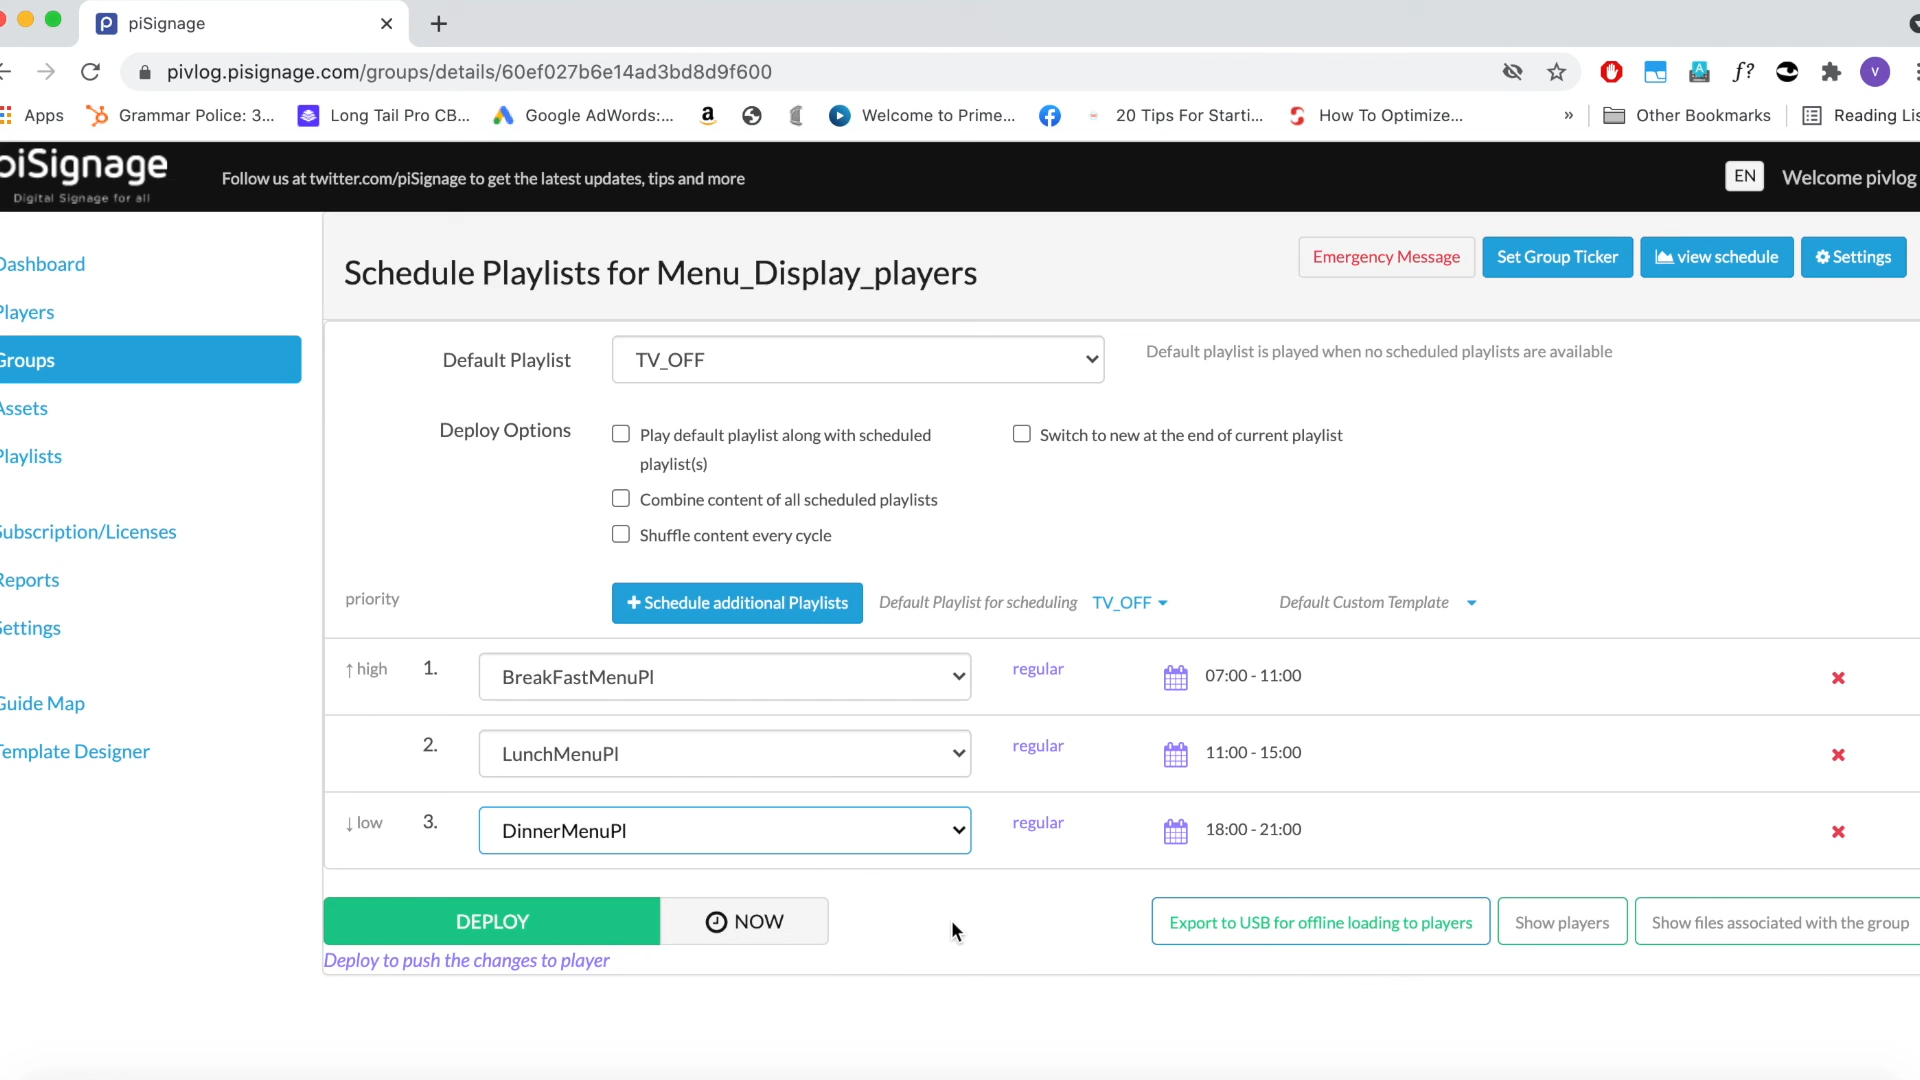 piSignage
pivlog.pisignage.com/groups/details/60ef027b6e14ad3bd8d9f600
Apps Grammar Police: 3... Long Tail Pro CB... Google AdWords:... Welcome to Prime... 20 Tips For Starti... How To Optimize... » Other Bookmarks Reading Lis
piSignage
Digital Signage for all
Follow us at twitter.com/piSignage to get the latest updates, tips and more
EN Welcome pivlog
Dashboard
Players
Groups
Assets
Playlists
Subscription/Licenses
Reports
Settings
Guide Map
Template Designer
Schedule Playlists for Menu_Display_players
Emergency Message Set Group Ticker view schedule Settings
Default Playlist TV_OFF Default playlist is played when no scheduled playlists are available
Deploy Options Play default playlist along with scheduled Switch to new at the end of current playlist
playlist(s)
Combine content of all scheduled playlists
Shuffle content every cycle
priority + Schedule additional Playlists Default Playlist for scheduling TV_OFF Default Custom Template
↑ high 1. BreakFastMenuPl regular 07:00 - 11:00
2. LunchMenuPl regular 11:00 - 15:00
↓ low 3. DinnerMenuPl regular 18:00 - 21:00
DEPLOY NOW Export to USB for offline loading to players Show players Show files associated with the group
Deploy to push the changes to player